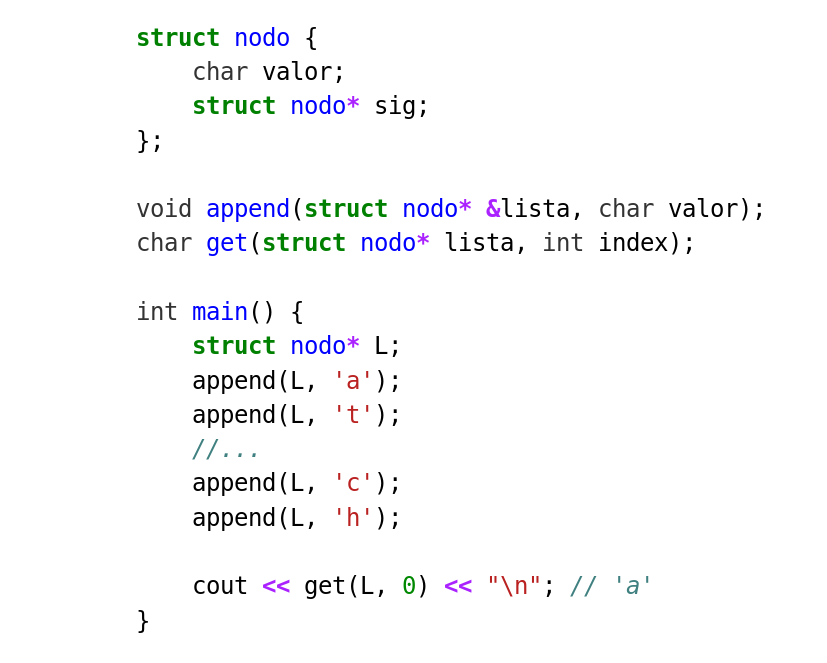 struct nodo {
    char valor;
    struct nodo* sig;
};

void append(struct nodo* &lista, char valor);
char get(struct nodo* lista, int index);

int main() {
    struct nodo* L;
    append(L, 'a');
    append(L, 't');
    //...
    append(L, 'c');
    append(L, 'h');

    cout << get(L, 0) << "\n"; // 'a'
}